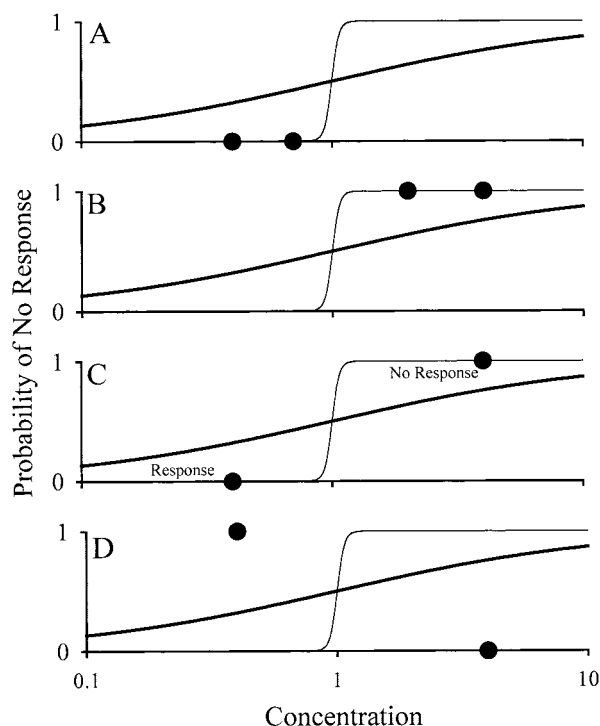 A
1
0
B
1
0
C
1
No Response
Response
0
D
1
0
0.1
1
10
Probability of No Response
Concentration